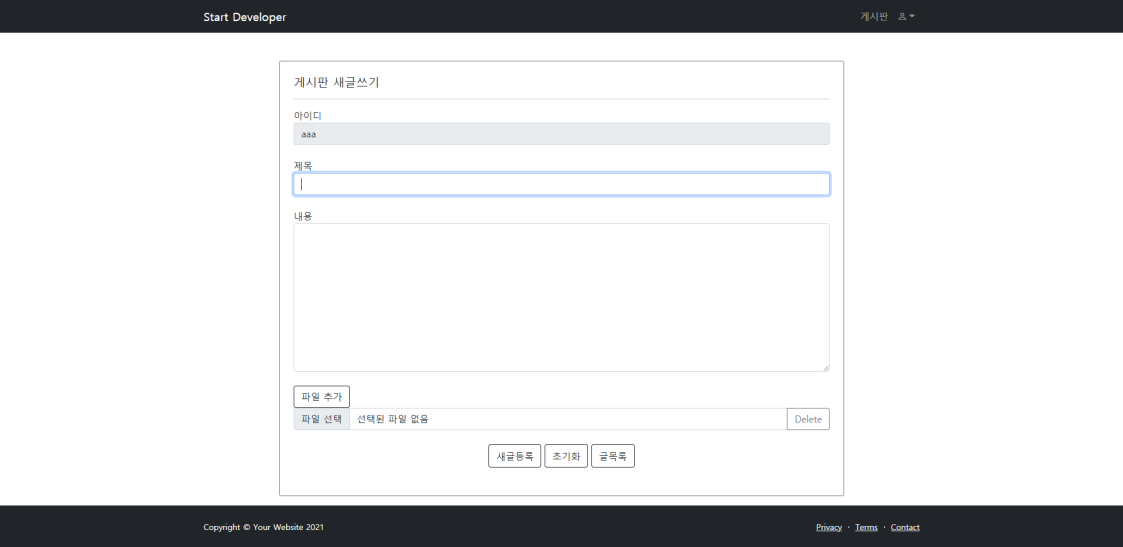 Start Developer 게시판
게시판 새글쓰기
아이디
aaa
제목
내용
파일 추가
파일 선택 선택된 파일 없음 Delete
새글등록 초기화 글목록
Copyright © Your Website 2021 Privacy · Terms · Contact